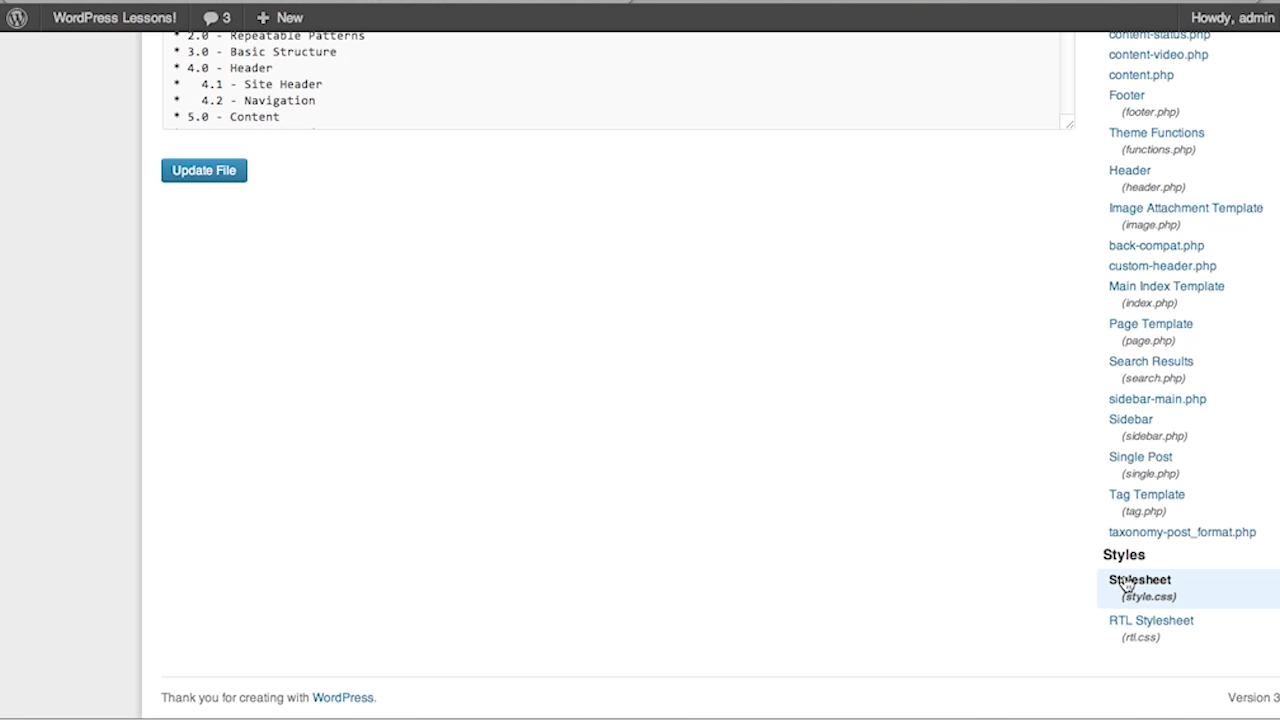 WordPress Lessons!
3
+ New
Howdy, admin
* 2.0 - Repeatable Patterns
* 3.0 - Basic Structure
* 4.0 - Header
*   4.1 - Site Header
*   4.2 - Navigation
* 5.0 - Content
Update File
content-status.php
content-video.php
content.php
Footer
(footer.php)
Theme Functions
(functions.php)
Header
(header.php)
Image Attachment Template
(image.php)
back-compat.php
custom-header.php
Main Index Template
(index.php)
Page Template
(page.php)
Search Results
(search.php)
sidebar-main.php
Sidebar
(sidebar.php)
Single Post
(single.php)
Tag Template
(tag.php)
taxonomy-post_format.php
Styles
Stylesheet
(style.css)
RTL Stylesheet
(rtl.css)
Thank you for creating with WordPress.
Version 3